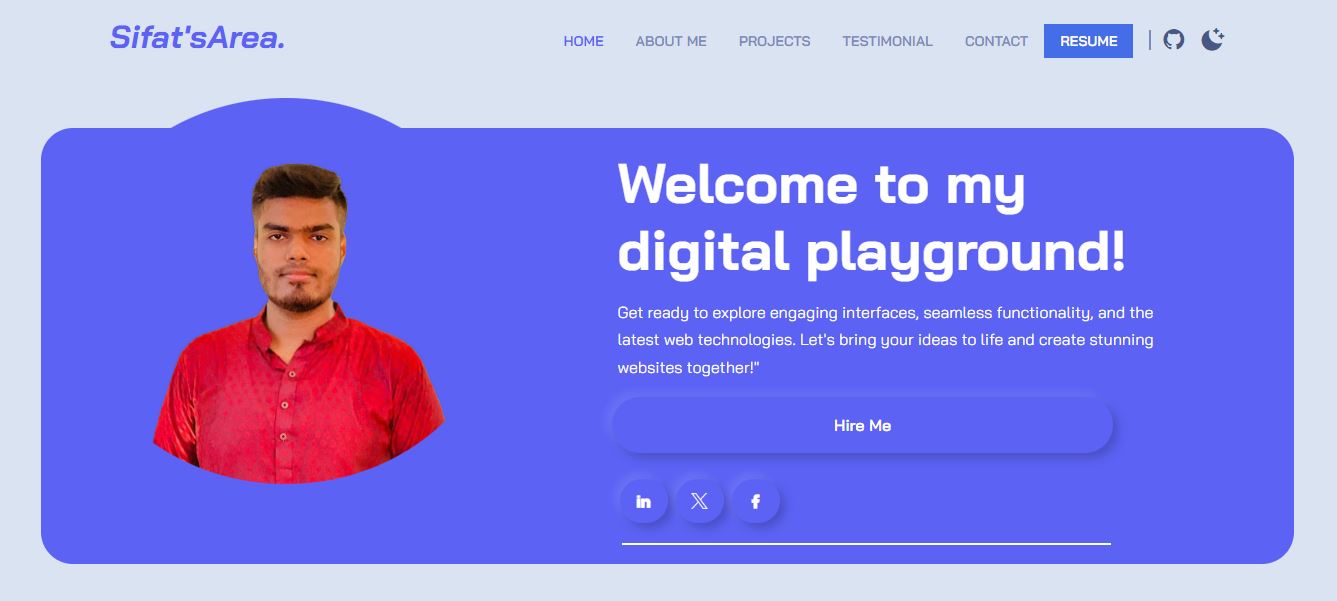 Sifat'sArea.
HOME ABOUT ME PROJECTS TESTIMONIAL CONTACT RESUME
Welcome to my
digital playground!
Get ready to explore engaging interfaces, seamless functionality, and the
latest web technologies. Let's bring your ideas to life and create stunning
websites together!"
Hire Me